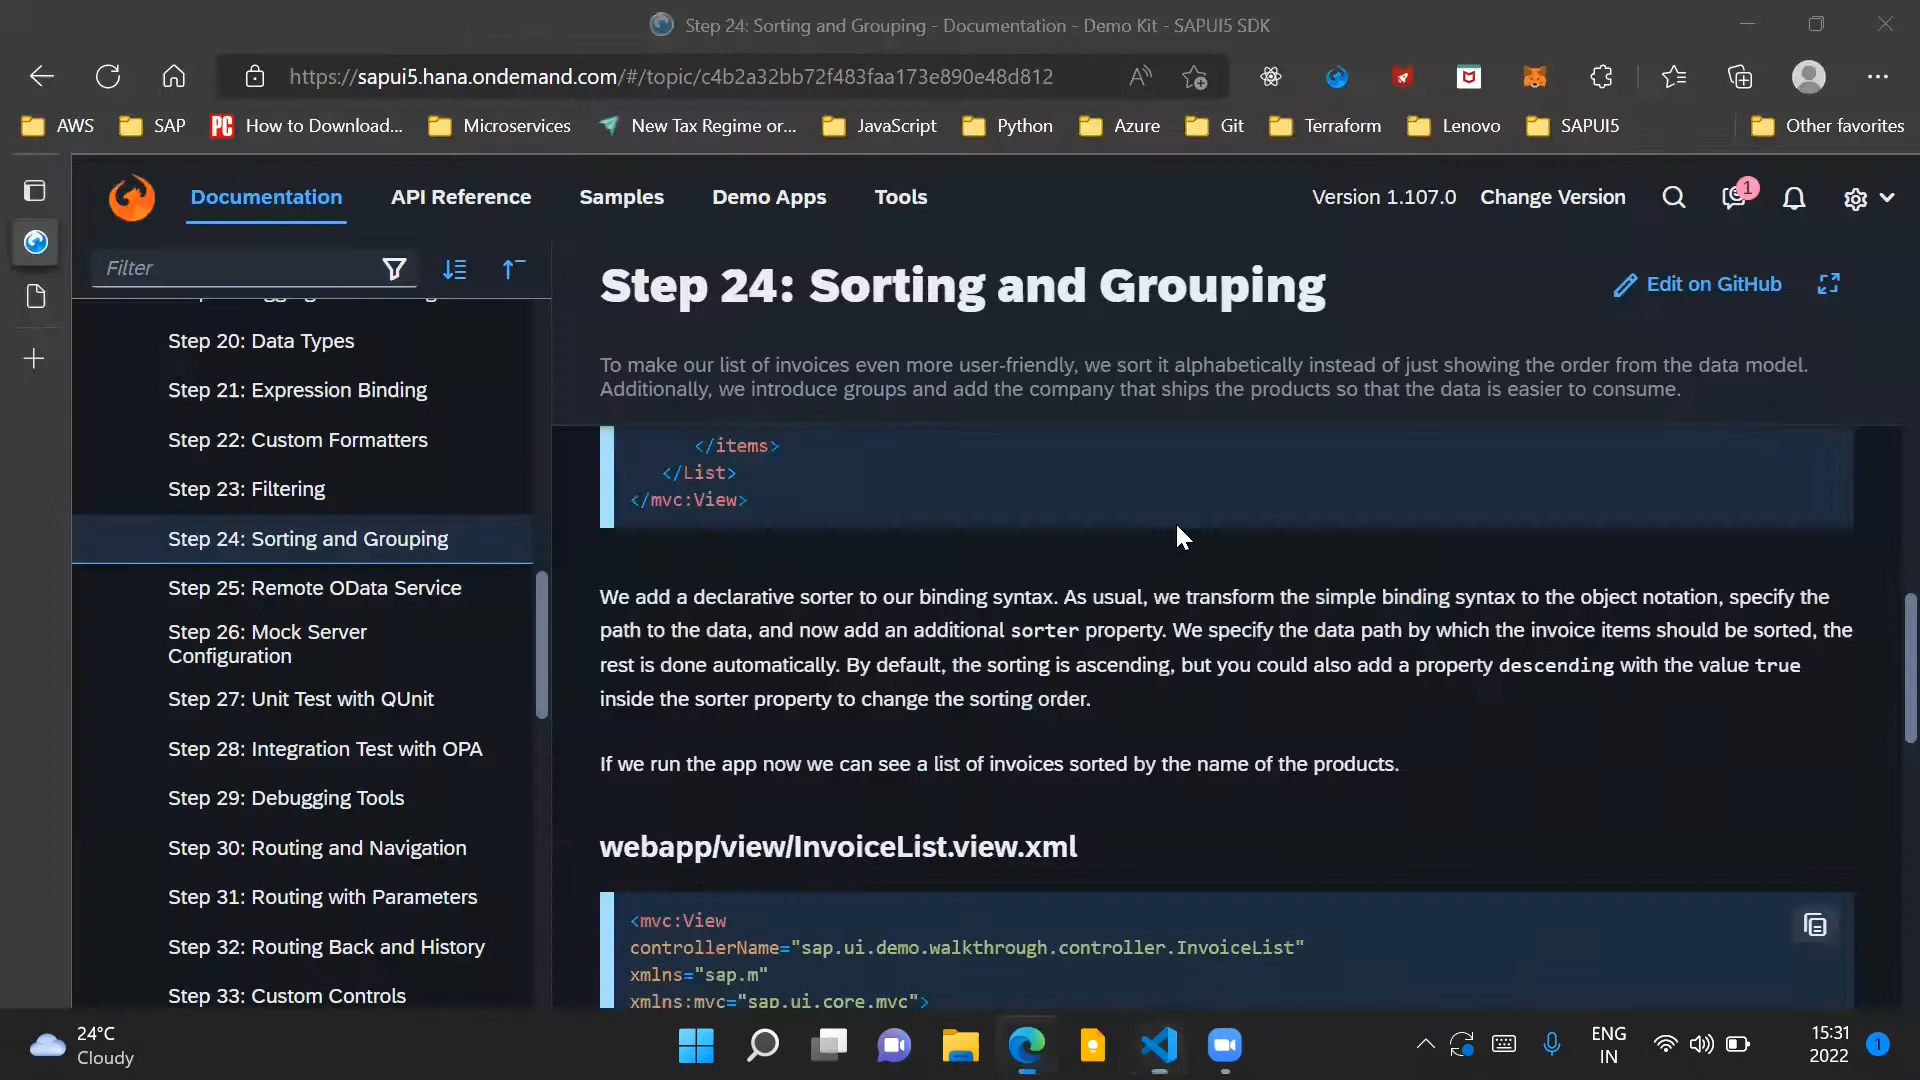 Step 24: Sorting and Grouping - Documentation - Demo Kit - SAPUI5 SDK
https://sapui5.hana.ondemand.com/#/topic/c4b2a32bb72f483faa173e890e48d812
AWS
SAP
How to Download...
Microservices
New Tax Regime or...
JavaScript
Python
Azure
Git
Terraform
Lenovo
SAPUI5
Other favorites
Documentation
API Reference
Samples
Demo Apps
Tools
Version 1.107.0
Change Version
1
Filter
Step 20: Data Types
Step 21: Expression Binding
Step 22: Custom Formatters
Step 23: Filtering
Step 24: Sorting and Grouping
Step 25: Remote OData Service
Step 26: Mock Server
Configuration
Step 27: Unit Test with QUnit
Step 28: Integration Test with OPA
Step 29: Debugging Tools
Step 30: Routing and Navigation
Step 31: Routing with Parameters
Step 32: Routing Back and History
Step 33: Custom Controls
Step 24: Sorting and Grouping
Edit on GitHub
To make our list of invoices even more user-friendly, we sort it alphabetically instead of just showing the order from the data model.
Additionally, we introduce groups and add the company that ships the products so that the data is easier to consume.
</items>
</List>
</mvc:View>
We add a declarative sorter to our binding syntax. As usual, we transform the simple binding syntax to the object notation, specify the
path to the data, and now add an additional sorter property. We specify the data path by which the invoice items should be sorted, the
rest is done automatically. By default, the sorting is ascending, but you could also add a property descending with the value true
inside the sorter property to change the sorting order.
If we run the app now we can see a list of invoices sorted by the name of the products.
webapp/view/InvoiceList.view.xml
<mvc:View
controllerName="sap.ui.demo.walkthrough.controller.InvoiceList"
xmlns="sap.m"
xmlns:mvc="sap.ui.core.mvc">
24°C
Cloudy
ENG
IN
15:31
2022
1